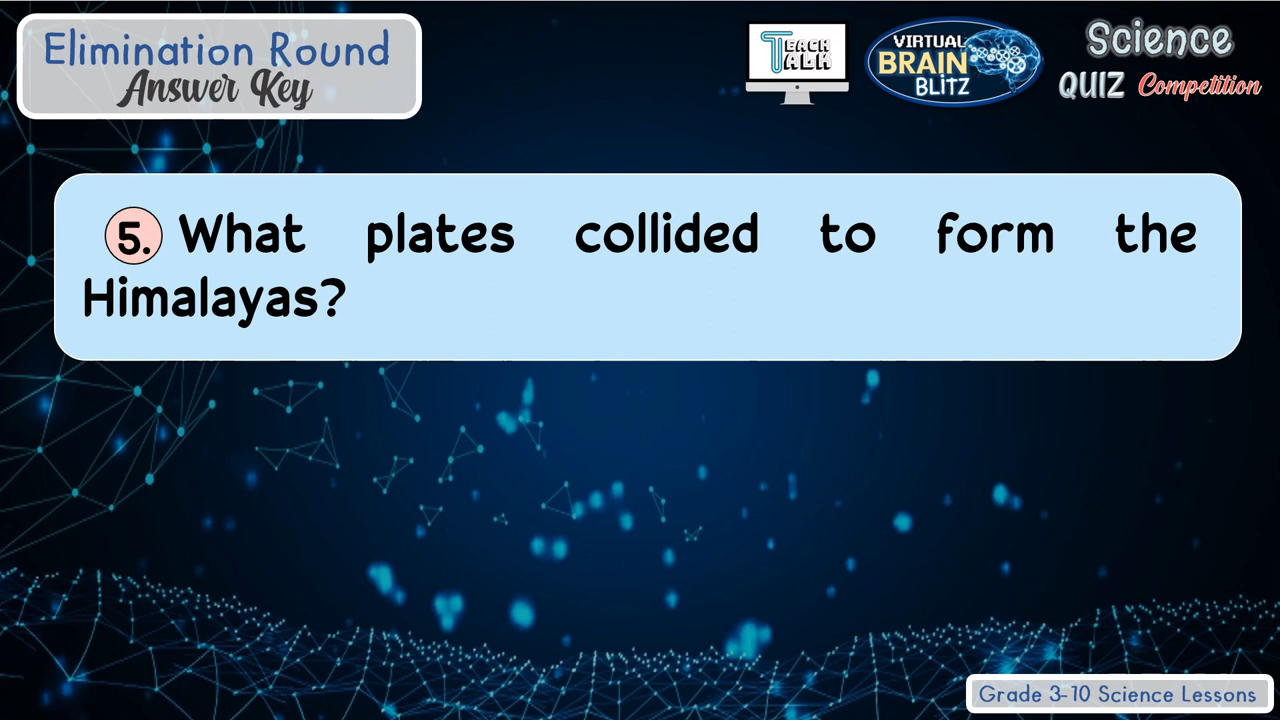 Elimination Round
Answer Key
TEACH
TALK
VIRTUAL
BRAIN
BLITZ
Science
QUIZ Competition
5. What plates collided to form the
Himalayas?
Grade 3-10 Science Lessons